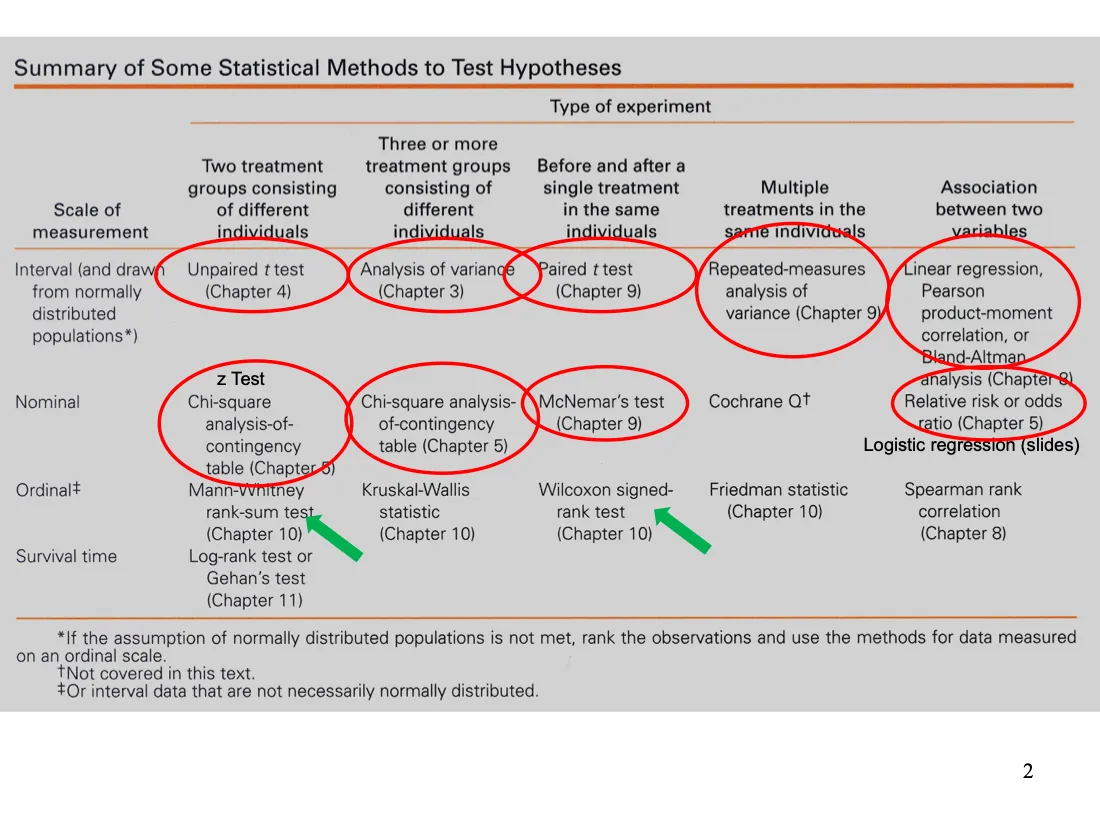 Summary of Some Statistical Methods to Test Hypotheses
Type of experiment
Scale of
measurement
Two treatment
groups consisting
of different
individuals
Three or more
treatment groups
consisting of
different
individuals
Before and after a
single treatment
in the same
individuals
Multiple
treatments in the
same individuals
Association
between two
variables
Interval (and drawn
from normally
distributed
populations*)
Unpaired t test
(Chapter 4)
Analysis of variance
(Chapter 3)
Paired t test
(Chapter 9)
Repeated-measures
analysis of
variance (Chapter 9)
Linear regression,
Pearson
product-moment
correlation, or
Bland-Altman
analysis (Chapter 8)
Nominal
z Test
Chi-square
analysis-of-
contingency
table (Chapter 5)
Chi-square analysis-
of-contingency
table (Chapter 5)
McNemar's test
(Chapter 9)
Cochrane Q†
Relative risk or odds
ratio (Chapter 5)
Logistic regression (slides)
Ordinal‡
Mann-Whitney
rank-sum test
(Chapter 10)
Kruskal-Wallis
statistic
(Chapter 10)
Wilcoxon signed-
rank test
(Chapter 10)
Friedman statistic
(Chapter 10)
Spearman rank
correlation
(Chapter 8)
Survival time
Log-rank test or
Gehan's test
(Chapter 11)
*If the assumption of normally distributed populations is not met, rank the observations and use the methods for data measured
on an ordinal scale.
†Not covered in this text.
‡Or interval data that are not necessarily normally distributed.
2